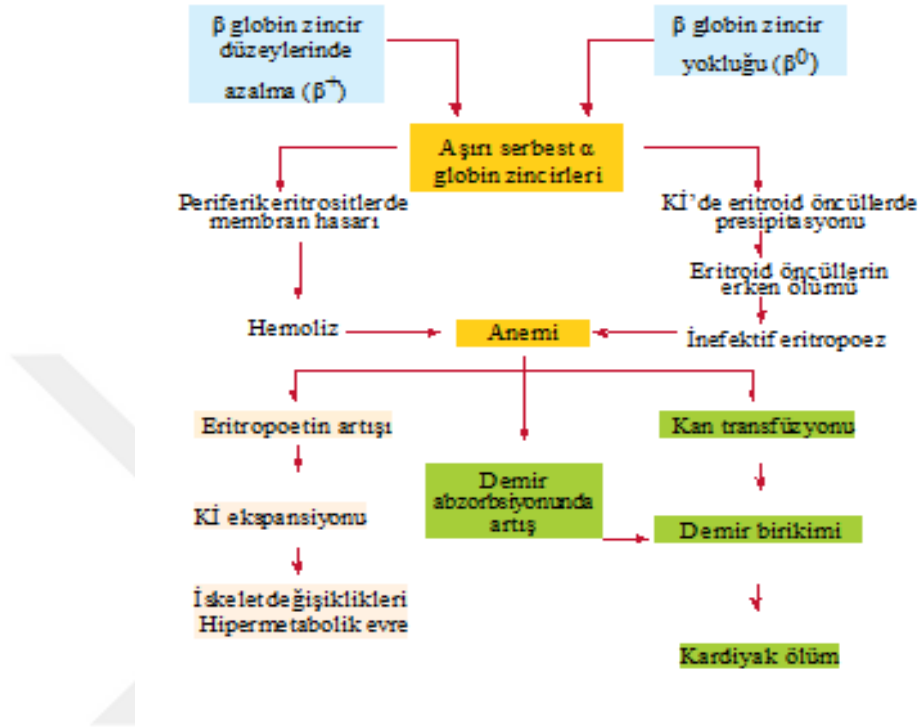 β globin zincir
düzeylerinde
azalma (β⁺)
β globin zincir
yokluğu (β⁰)
Aşırı serbest α
globin zincirleri
Periferik eritrositlerde
membran hasarı
Kİ'de eritroid öncüllerde
presipitasyonu
Eritroid öncüllerin
erken ölümü
Hemoliz
Anemi
İnefektif eritropoez
Eritropoetin artışı
Kan transfüzyonu
Demir
abzorbsiyonunda
artış
Kİ ekspansiyonu
Demir birikimi
İskelet değişiklikleri
Hipermetabolik evre
Kardiyak ölüm